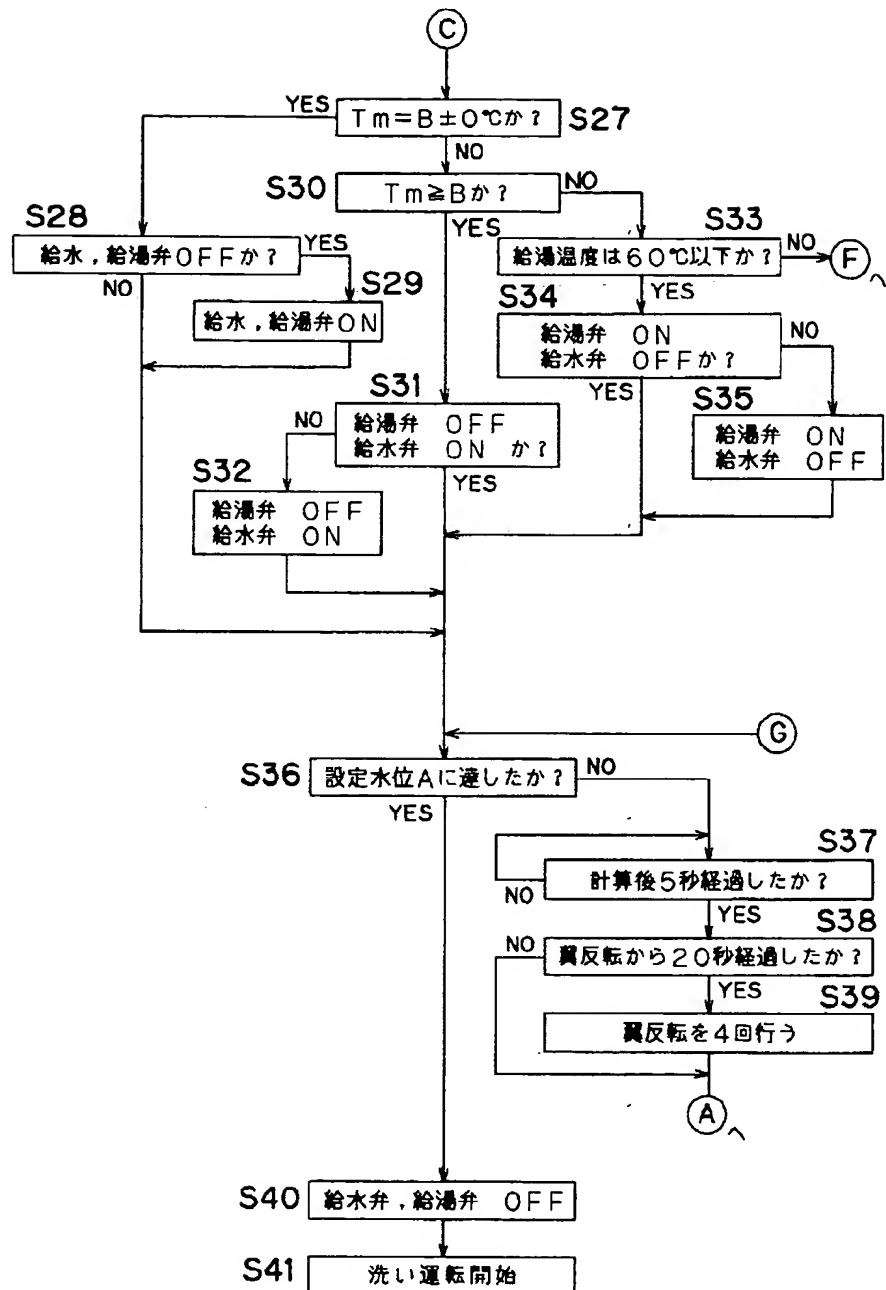 C
YES
Tm=B±0℃か?
S27
NO
S30
Tm≧Bか?
NO
YES
S28
給水,給湯弁OFFか?
YES
NO
S29
給水,給湯弁ON
S33
給湯温度は60℃以下か?
NO
F
へ
YES
S34
給湯弁 ON
給水弁 OFFか?
NO
YES
S35
給湯弁 ON
給水弁 OFF
S31
NO
給湯弁 OFF
給水弁 ON か?
YES
S32
給湯弁 OFF
給水弁 ON
G
S36
設定水位Aに達したか?
NO
YES
S37
計算後5秒経過したか?
NO
YES
S38
NO
翼反転から20秒経過したか?
YES
S39
翼反転を4回行う
A
へ
S40
給水弁,給湯弁 OFF
S41
洗い運転開始